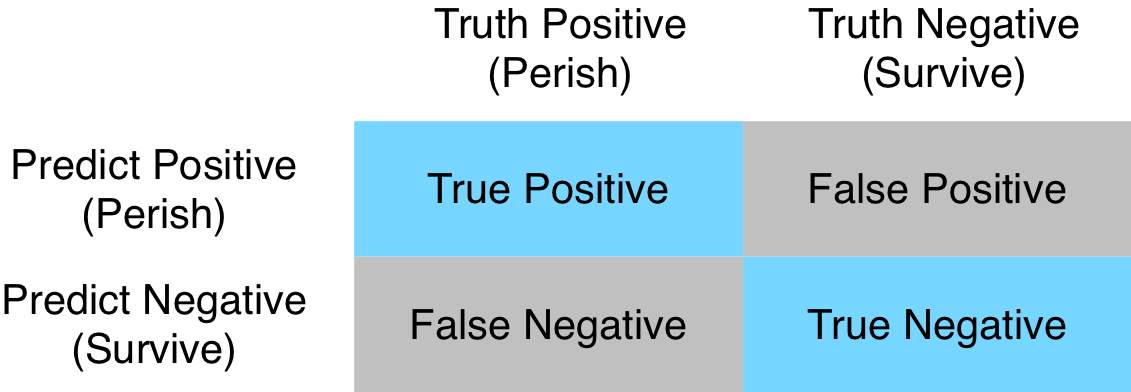 Truth Positive
(Perish)
Truth Negative
(Survive)
Predict Positive
(Perish)
True Positive
False Positive
Predict Negative
(Survive)
False Negative
True Negative